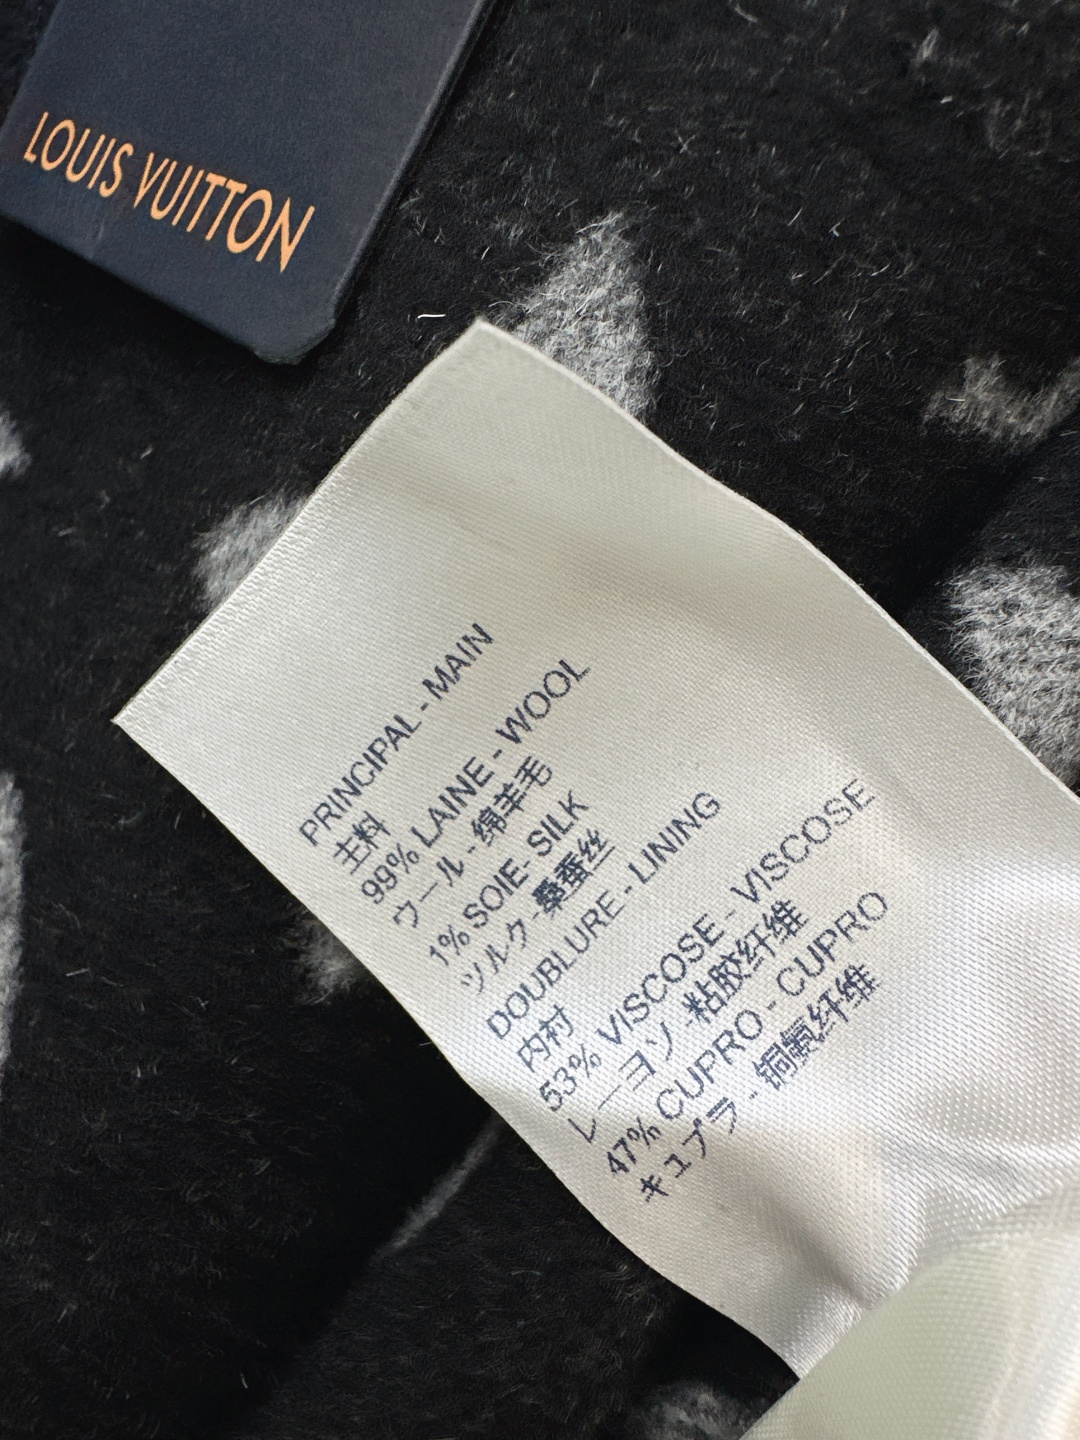 LOUIS VUITTON
PRINCIPAL - MAIN
主料
99% LAINE - WOOL
ウール - 绵羊毛
1% SOIE- SILK
ツルク -桑蚕丝
DOUBLURE - LINING
内衬
53% VISCOSE - VISCOSE
レーヨソ -粘胶纤维
47% CUPRO - CUPRO
キュプラ - 铜氨纤维